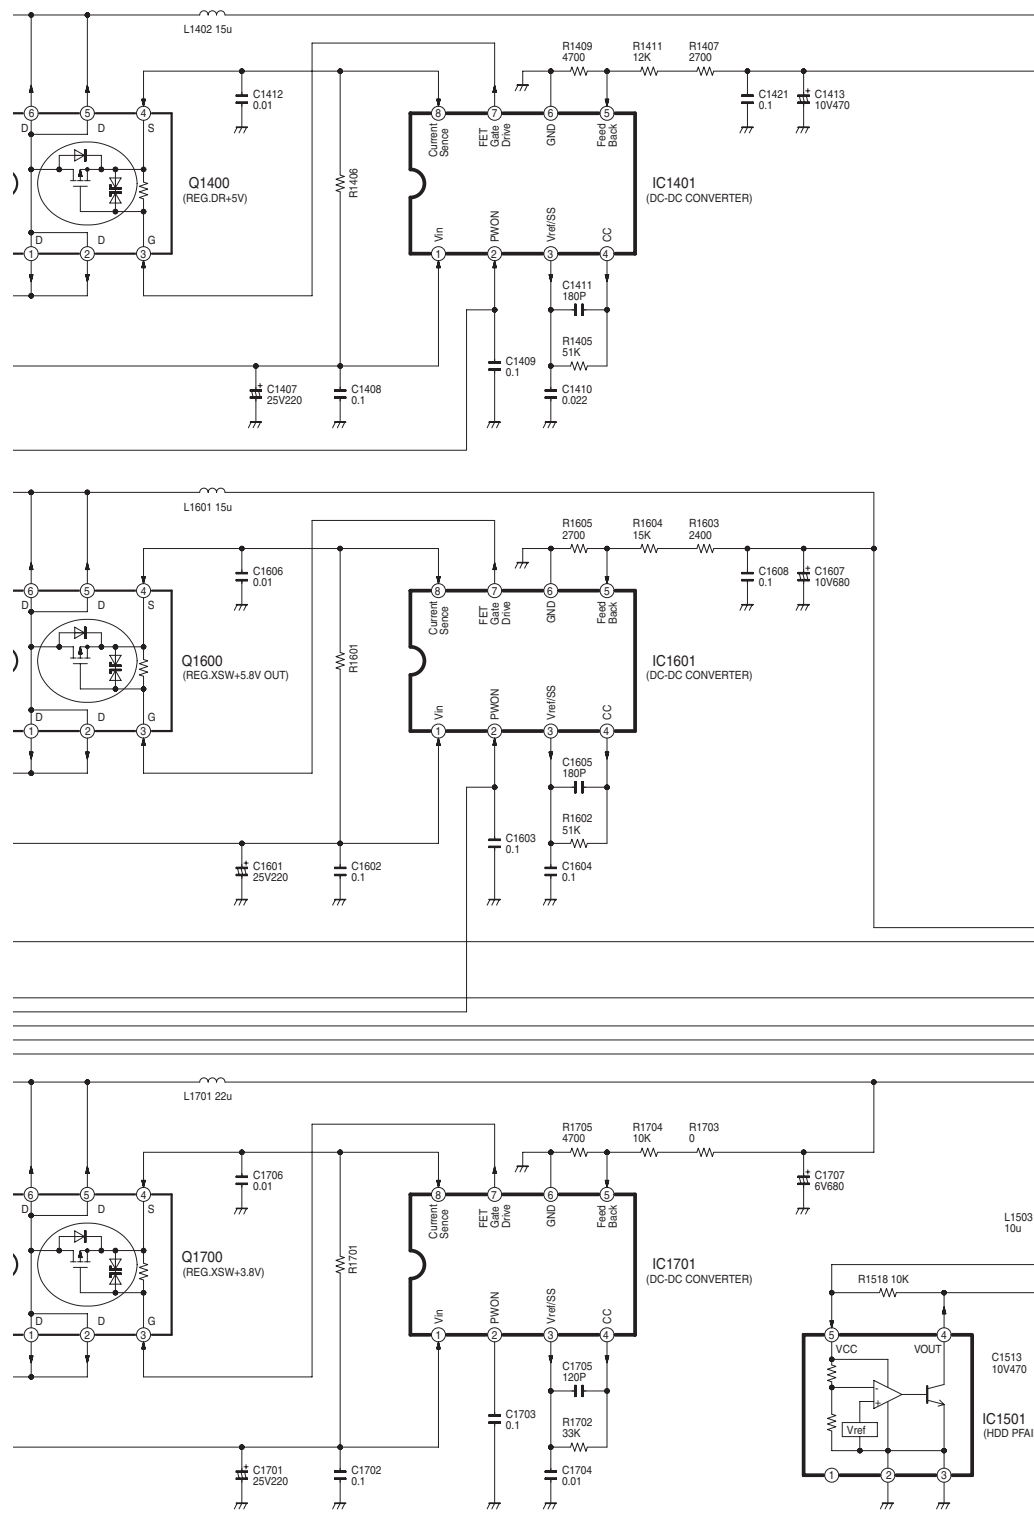 L1402 15u
R1409
4700
R1411
12K
R1407
2700
C1412
0.01
C1421
0.1
C1413
10V470
6
5
4
8
7
6
5
D
D
S
Current
Sence
FET
Gate
Drive
GND
Feed
Back
Q1400
(REG.DR+5V)
R1406
IC1401
(DC-DC CONVERTER)
D
D
G
Vin
PWON
Vref/SS
CC
1
2
3
1
2
3
4
C1411
180P
R1405
51K
C1407
25V220
C1408
0.1
C1409
0.1
C1410
0.022
L1601 15u
R1605
2700
R1604
15K
R1603
2400
C1606
0.01
C1608
0.1
C1607
10V680
6
5
4
8
7
6
5
D
D
S
Current
Sence
FET
Gate
Drive
GND
Feed
Back
Q1600
(REG.XSW+5.8V OUT)
R1601
IC1601
(DC-DC CONVERTER)
D
D
G
Vin
PWON
Vref/SS
CC
1
2
3
1
2
3
4
C1605
180P
R1602
51K
C1601
25V220
C1602
0.1
C1603
0.1
C1604
0.1
L1701 22u
R1705
4700
R1704
10K
R1703
0
C1706
0.01
C1707
6V680
6
5
4
8
7
6
5
D
D
S
Current
Sence
FET
Gate
Drive
GND
Feed
Back
L1503
10u
Q1700
(REG.XSW+3.8V)
R1701
IC1701
(DC-DC CONVERTER)
R1518 10K
D
D
G
Vin
PWON
Vref/SS
CC
1
2
3
1
2
3
4
5
4
VCC
VOUT
C1705
120P
C1513
10V470
C1703
0.1
R1702
33K
Vref
IC1501
(HDD PFAI
C1701
25V220
C1702
0.1
C1704
0.01
1
2
3